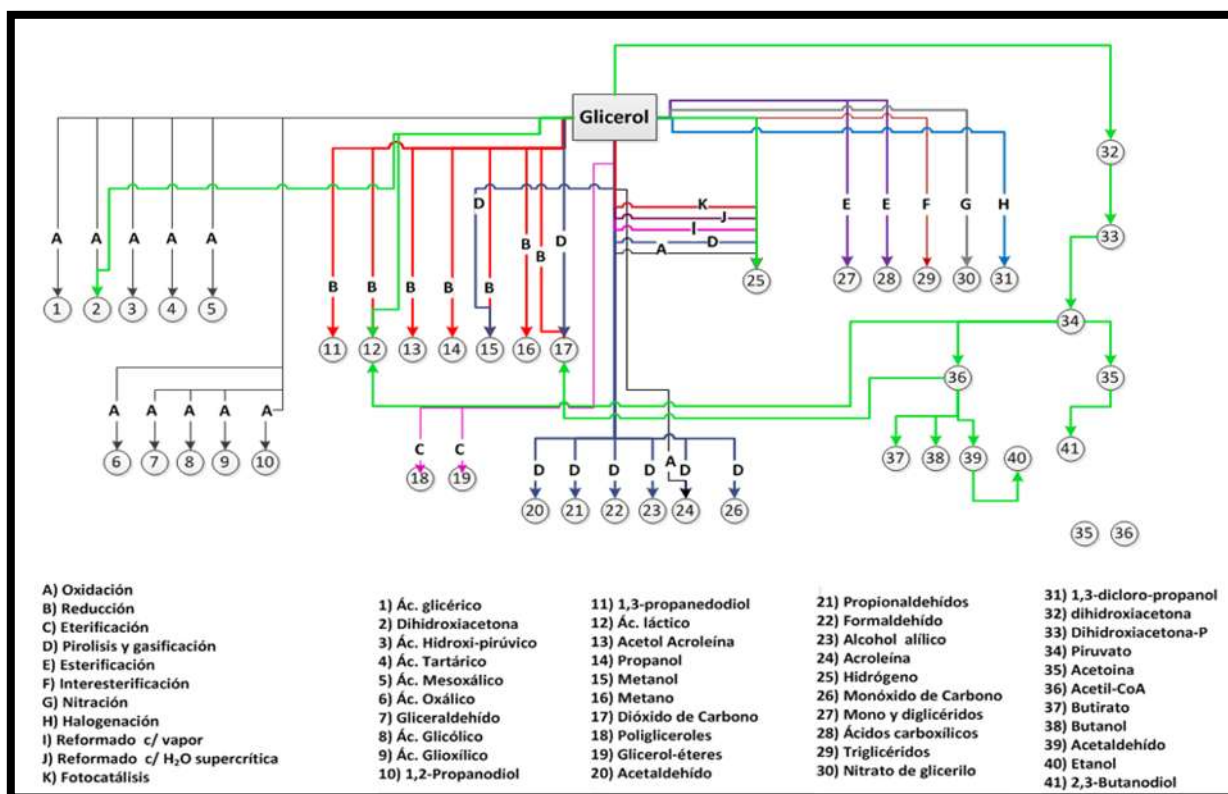 Glicerol
32
K
J
I
D
A
D
E E F G H
B
B
D
33
A A A A A
25
27 28 29 30 31
B B B B B
1 2 3 4 5
34
11 12 13 14 15 16 17
36
35
A A A A A
C C
A
D D D D D D
6 7 8 9 10
18 19
37 38 39 40
41
20 21 22 23 24 26
35 36
A) Oxidación
B) Reducción
C) Eterificación
D) Pirolisis y gasificación
E) Esterificación
F) Interesterificación
G) Nitración
H) Halogenación
I) Reformado c/ vapor
J) Reformado c/ H₂O supercrítica
K) Fotocatálisis
1) Ác. glicérico
2) Dihidroxiacetona
3) Ác. Hidroxi-pirúvico
4) Ác. Tartárico
5) Ác. Mesoxálico
6) Ác. Oxálico
7) Gliceraldehído
8) Ác. Glicólico
9) Ác. Glioxílico
10) 1,2-Propanodiol
11) 1,3-propanedodiol
12) Ác. láctico
13) Acetol Acroleína
14) Propanol
15) Metanol
16) Metano
17) Dióxido de Carbono
18) Poligliceroles
19) Glicerol-éteres
20) Acetaldehído
21) Propionaldehídos
22) Formaldehído
23) Alcohol alílico
24) Acroleína
25) Hidrógeno
26) Monóxido de Carbono
27) Mono y diglicéridos
28) Ácidos carboxílicos
29) Triglicéridos
30) Nitrato de glicerilo
31) 1,3-dicloro-propanol
32) dihidroxiacetona
33) Dihidroxiacetona-P
34) Piruvato
35) Acetoina
36) Acetil-CoA
37) Butirato
38) Butanol
39) Acetaldehído
40) Etanol
41) 2,3-Butanodiol